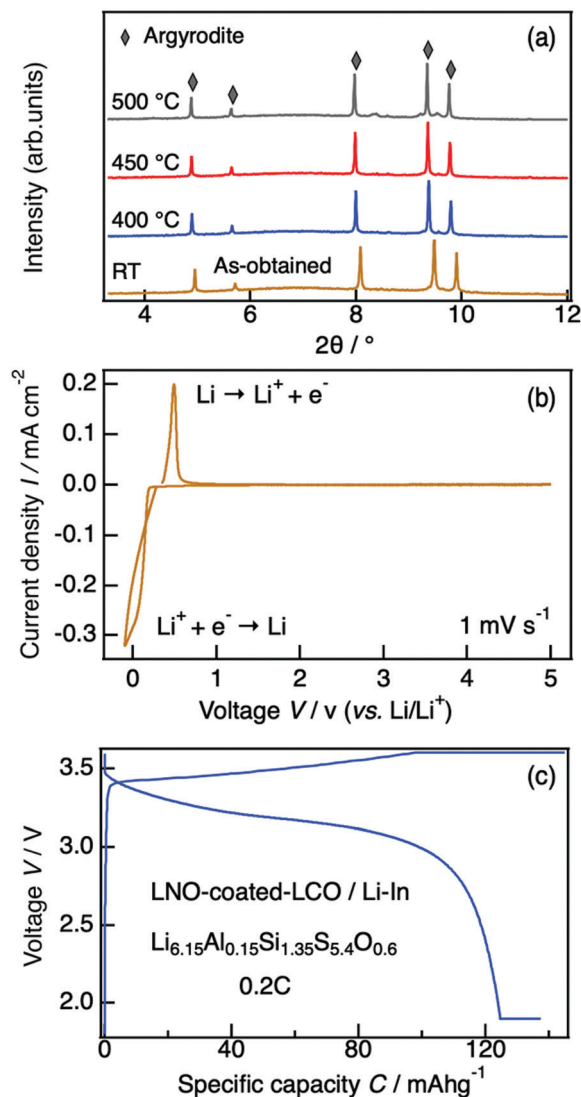 Intensity (arb.units)
Argyrodite
(a)
500 °C
450 °C
400 °C
RT
As-obtained
4 6 8 10 12
2θ / °
Current density I / mA cm⁻²
0.2
0.1
0.0
-0.1
-0.2
-0.3
Li → Li⁺ + e⁻
(b)
Li⁺ + e⁻ → Li
1 mV s⁻¹
0 1 2 3 4 5
Voltage V / v (vs. Li/Li⁺)
Voltage V / V
3.5
3.0
2.5
2.0
(c)
LNO-coated-LCO / Li-In
Li₆.₁₅Al₀.₁₅Si₁.₃₅S₅.₄O₀.₆
0.2C
0 40 80 120
Specific capacity C / mAhg⁻¹